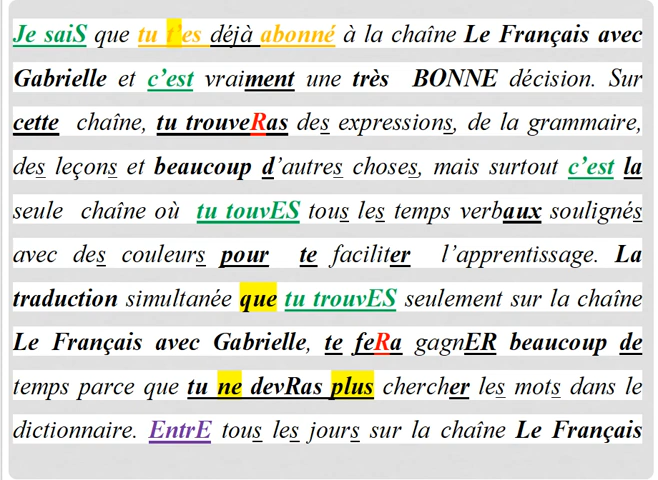 Je saiS que tu t'es déjà abonné à la chaîne Le Français avec
Gabrielle et c'est vraiment une très BONNE décision. Sur
cette chaîne, tu trouveRas des expressions, de la grammaire,
des leçons et beaucoup d'autres choses, mais surtout c'est la
seule chaîne où tu touvES tous les temps verbaux soulignés
avec des couleurs pour te faciliter l'apprentissage. La
traduction simultanée que tu trouvES seulement sur la chaîne
Le Français avec Gabrielle, te feRa gagnER beaucoup de
temps parce que tu ne devRas plus chercher les mots dans le
dictionnaire. EntrE tous les jours sur la chaîne Le Français